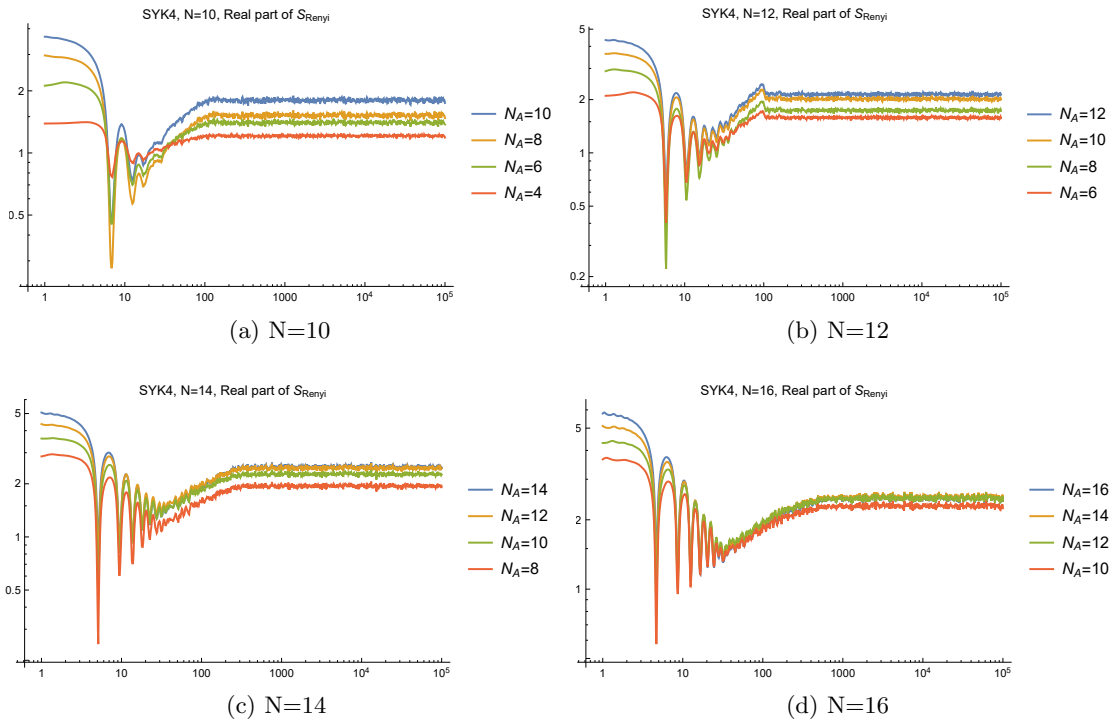 SYK4, N=10, Real part of S_Renyi
2
1
0.5
1 10 100 1000 10^4 10^5
N_A=10
N_A=8
N_A=6
N_A=4
(a) N=10
SYK4, N=12, Real part of S_Renyi
5
2
1
0.5
0.2
1 10 100 1000 10^4 10^5
N_A=12
N_A=10
N_A=8
N_A=6
(b) N=12
SYK4, N=14, Real part of S_Renyi
5
2
1
0.5
1 10 100 1000 10^4 10^5
N_A=14
N_A=12
N_A=10
N_A=8
(c) N=14
SYK4, N=16, Real part of S_Renyi
5
2
1
1 10 100 1000 10^4 10^5
N_A=16
N_A=14
N_A=12
N_A=10
(d) N=16